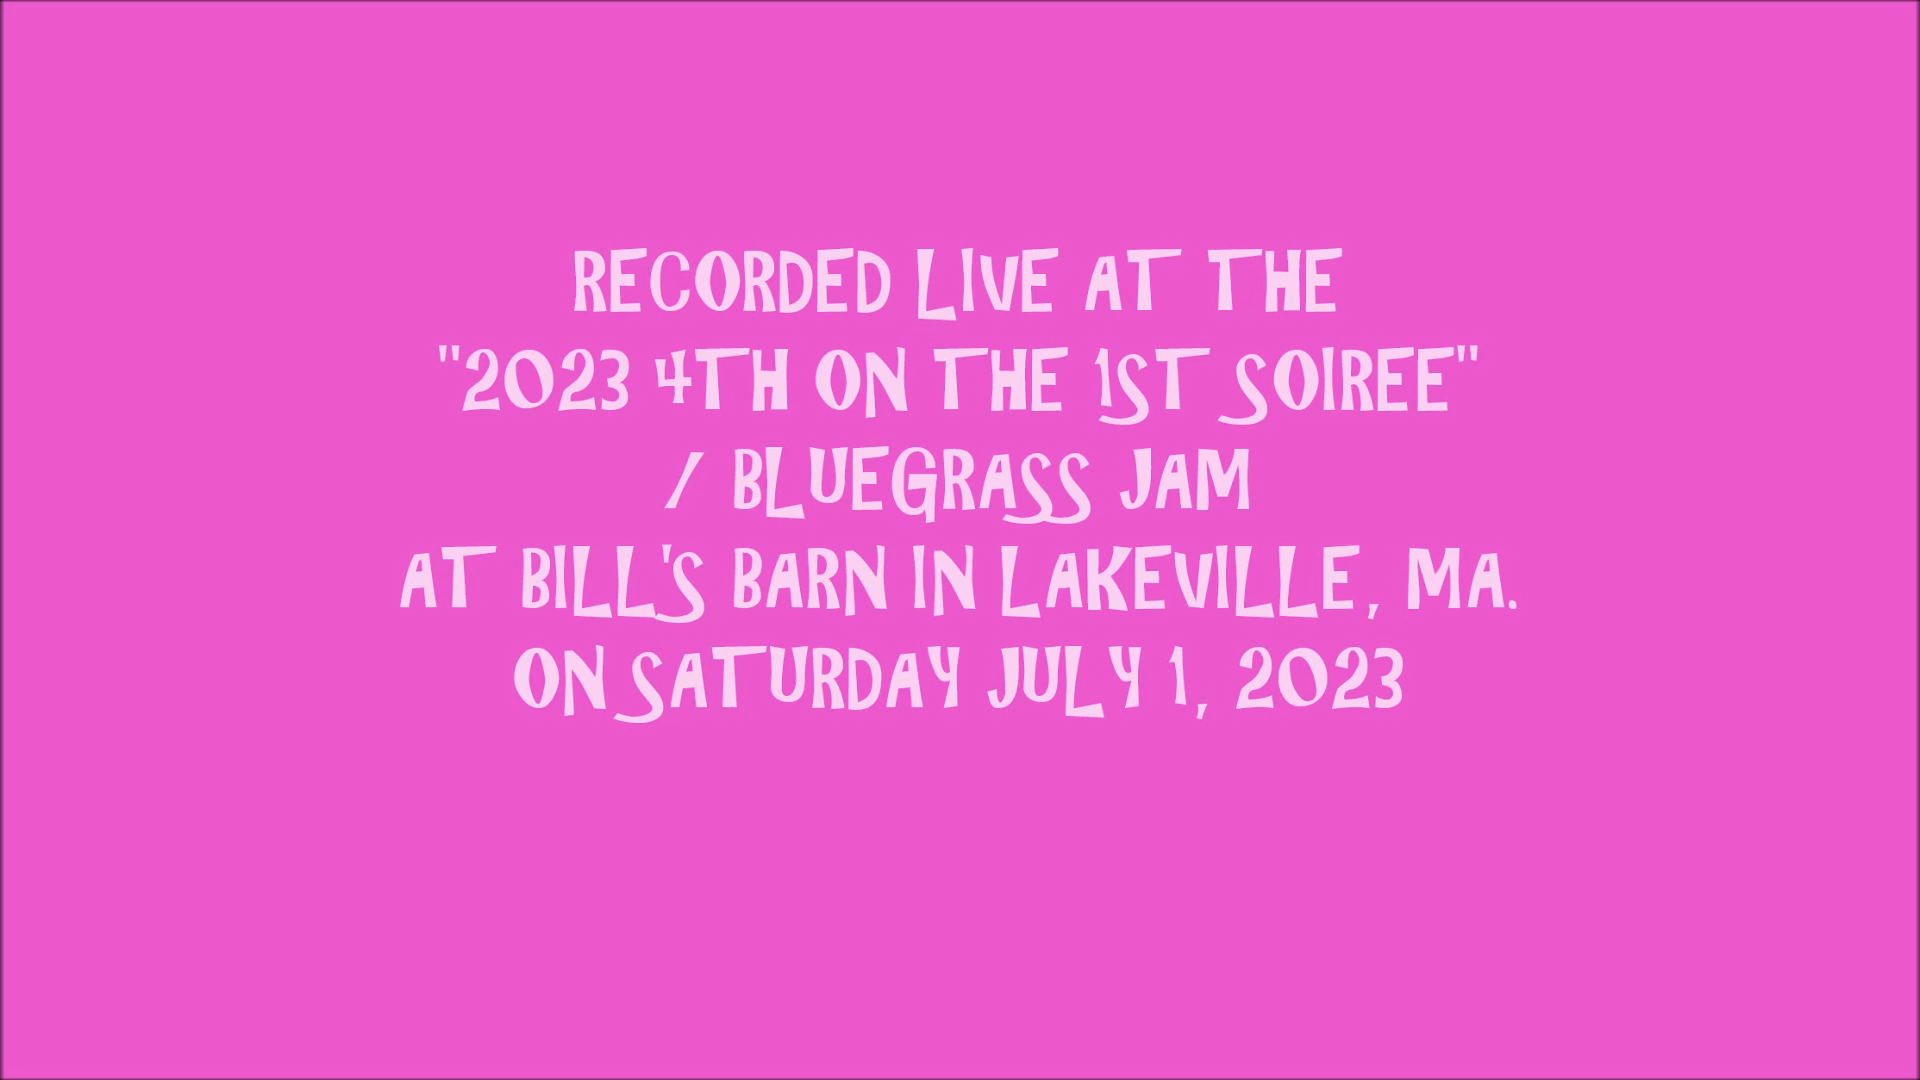 RECORDED LIVE AT THE
"2023 4TH ON THE 1ST SOIREE"
/ BLUEGRASS JAM
AT BILL'S BARN IN LAKEVILLE, MA.
ON SATURDAY JULY 1, 2023